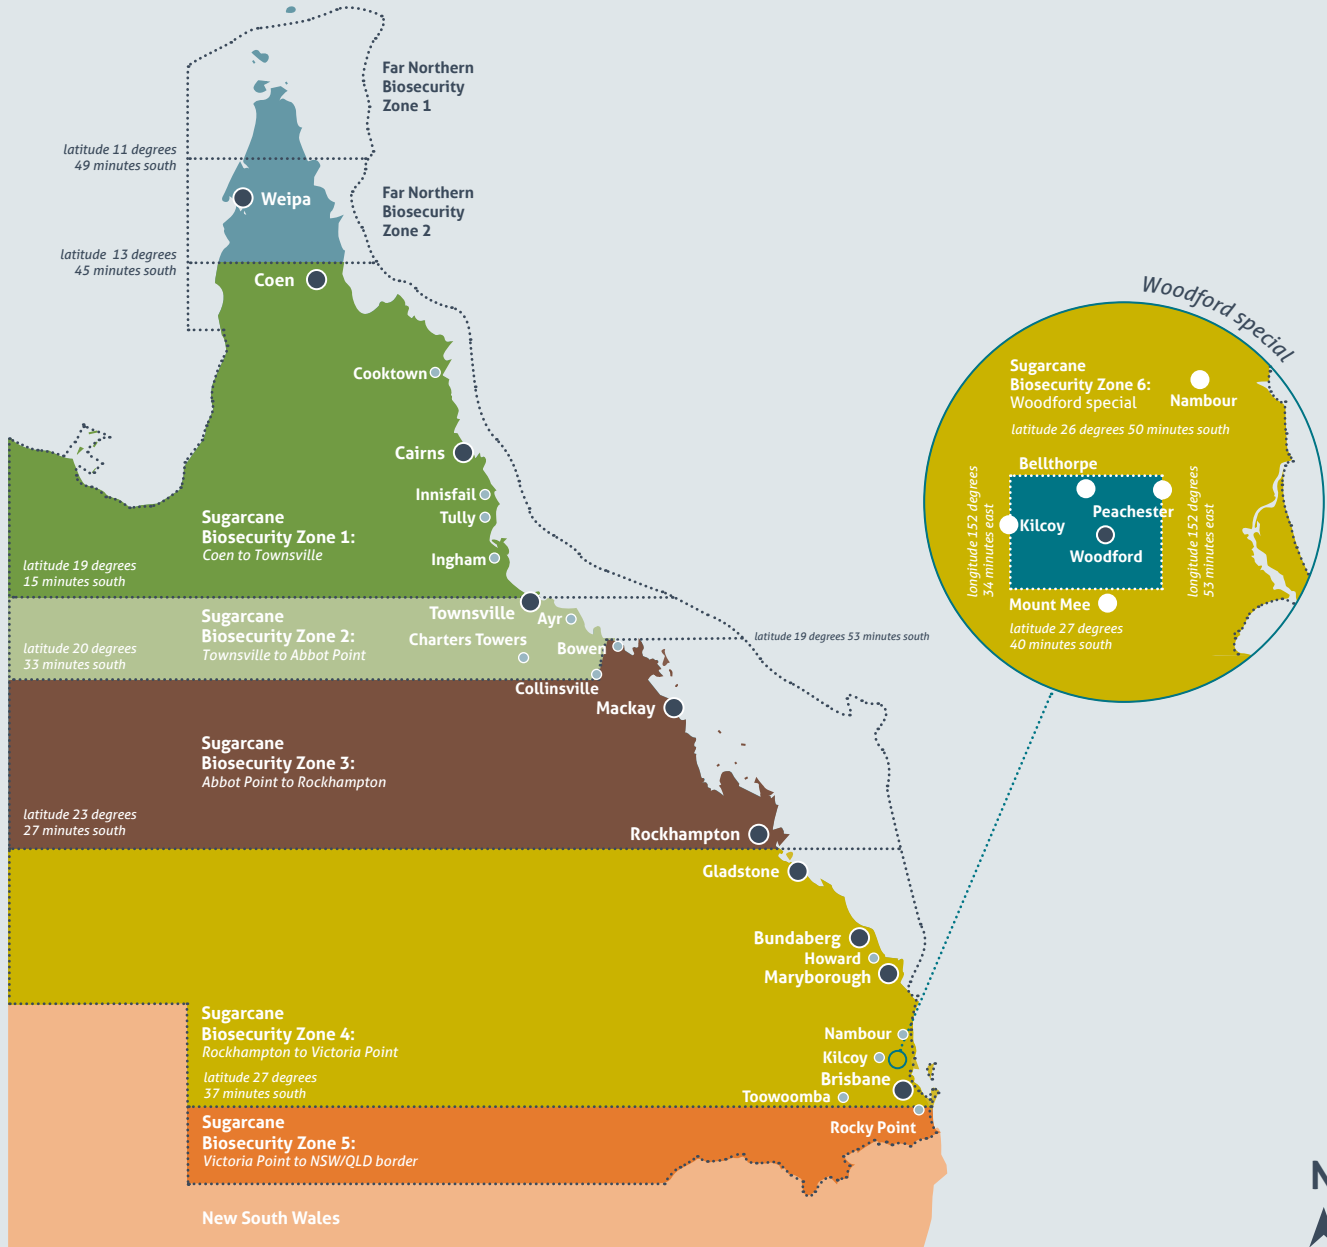 Far Northern
Biosecurity
Zone 1
latitude 11 degrees
49 minutes south
Weipa
Far Northern
Biosecurity
Zone 2
latitude 13 degrees
45 minutes south
Coen
Cooktown
Cairns
Innisfail
Tully
Ingham
Sugarcane
Biosecurity Zone 1:
Coen to Townsville
latitude 19 degrees
15 minutes south
Townsville
Ayr
Sugarcane
Biosecurity Zone 2:
Townsville to Abbot Point
Charters Towers
Bowen
latitude 19 degrees 53 minutes south
latitude 20 degrees
33 minutes south
Collinsville
Mackay
Sugarcane
Biosecurity Zone 3:
Abbot Point to Rockhampton
latitude 23 degrees
27 minutes south
Rockhampton
Gladstone
Bundaberg
Howard
Maryborough
Sugarcane
Biosecurity Zone 4:
Rockhampton to Victoria Point
latitude 27 degrees
37 minutes south
Nambour
Kilcoy
Brisbane
Toowoomba
Rocky Point
Sugarcane
Biosecurity Zone 5:
Victoria Point to NSW/QLD border
New South Wales
Woodford special
Sugarcane
Biosecurity Zone 6:
Woodford special
Nambour
latitude 26 degrees 50 minutes south
Bellthorpe
Peachester
Kilcoy
Woodford
longitude 152 degrees
34 minutes east
longitude 152 degrees
53 minutes east
Mount Mee
latitude 27 degrees
40 minutes south
N